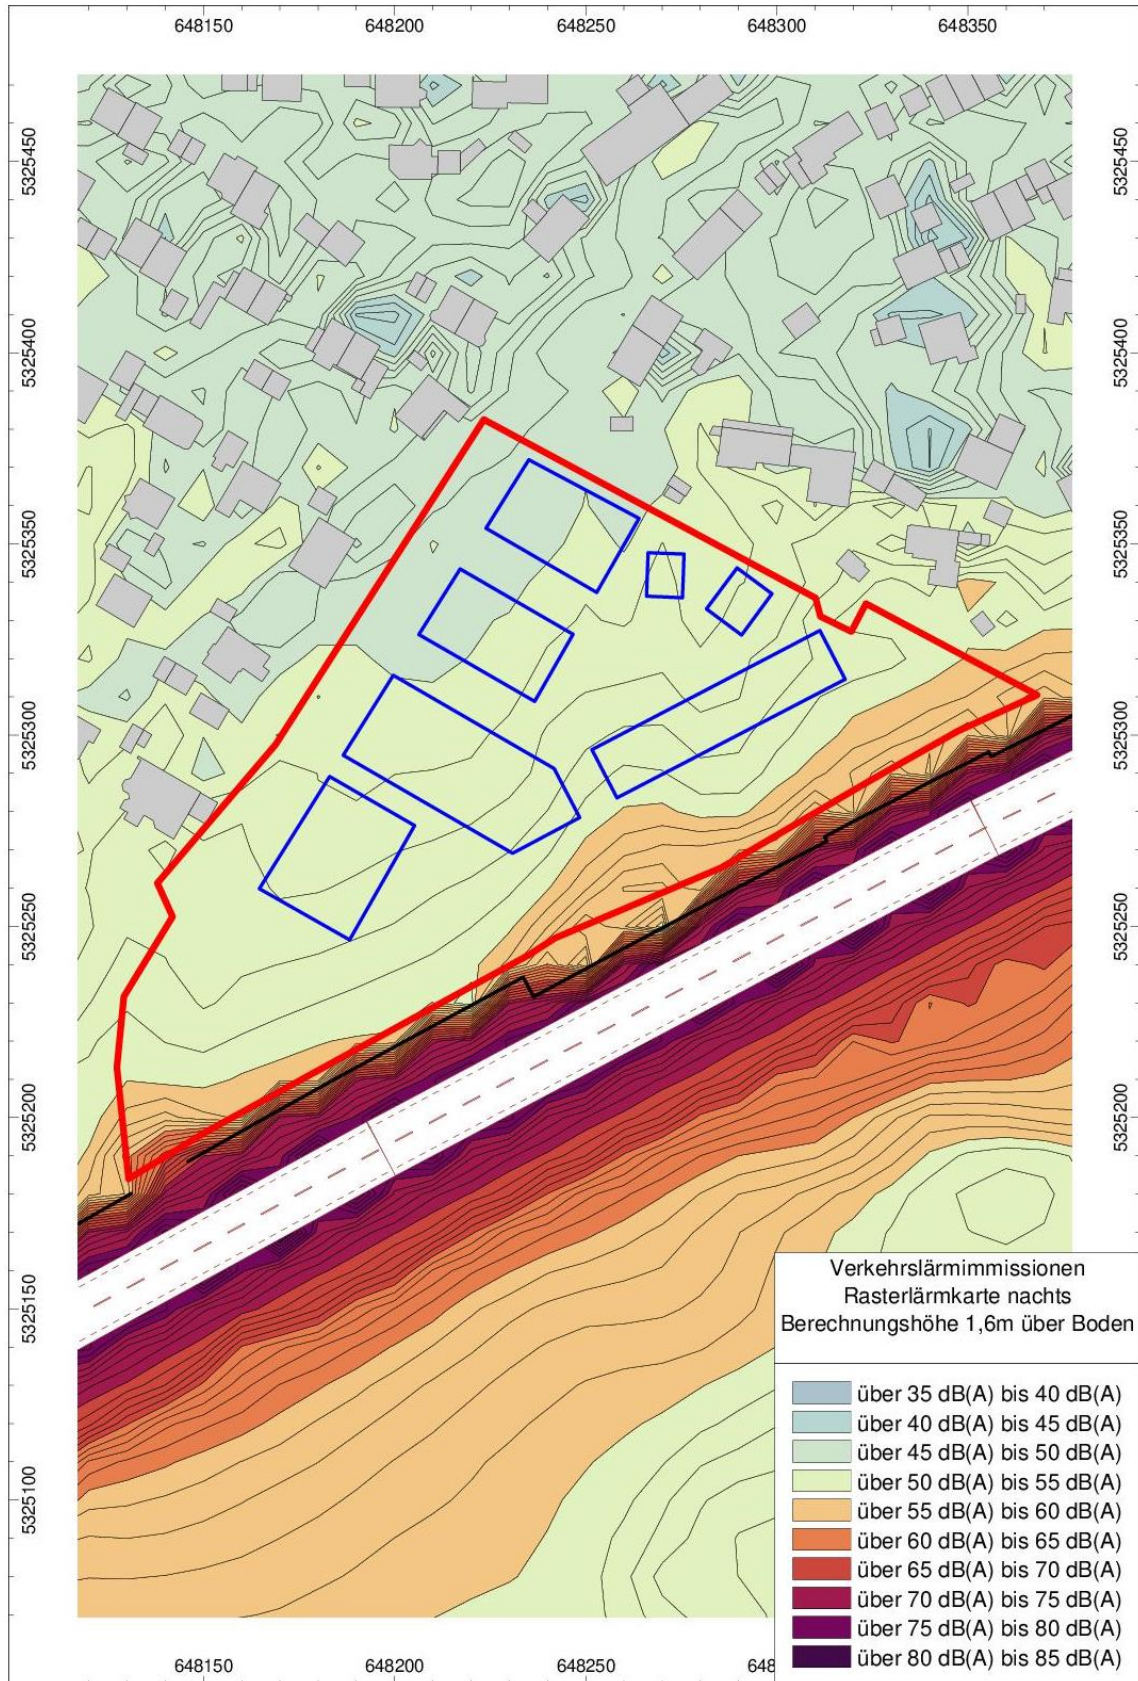 648150 648200 648250 648300 648350
5325450 5325450
5325400 5325400
5325350 5325350
5325300 5325300
5325250 5325250
5325200 5325200
5325150
5325100
Verkehrslärmimmissionen
Rasterlärmkarte nachts
Berechnungshöhe 1,6m über Boden
über 35 dB(A) bis 40 dB(A)
über 40 dB(A) bis 45 dB(A)
über 45 dB(A) bis 50 dB(A)
über 50 dB(A) bis 55 dB(A)
über 55 dB(A) bis 60 dB(A)
über 60 dB(A) bis 65 dB(A)
über 65 dB(A) bis 70 dB(A)
über 70 dB(A) bis 75 dB(A)
über 75 dB(A) bis 80 dB(A)
über 80 dB(A) bis 85 dB(A)
648150 648200 648250